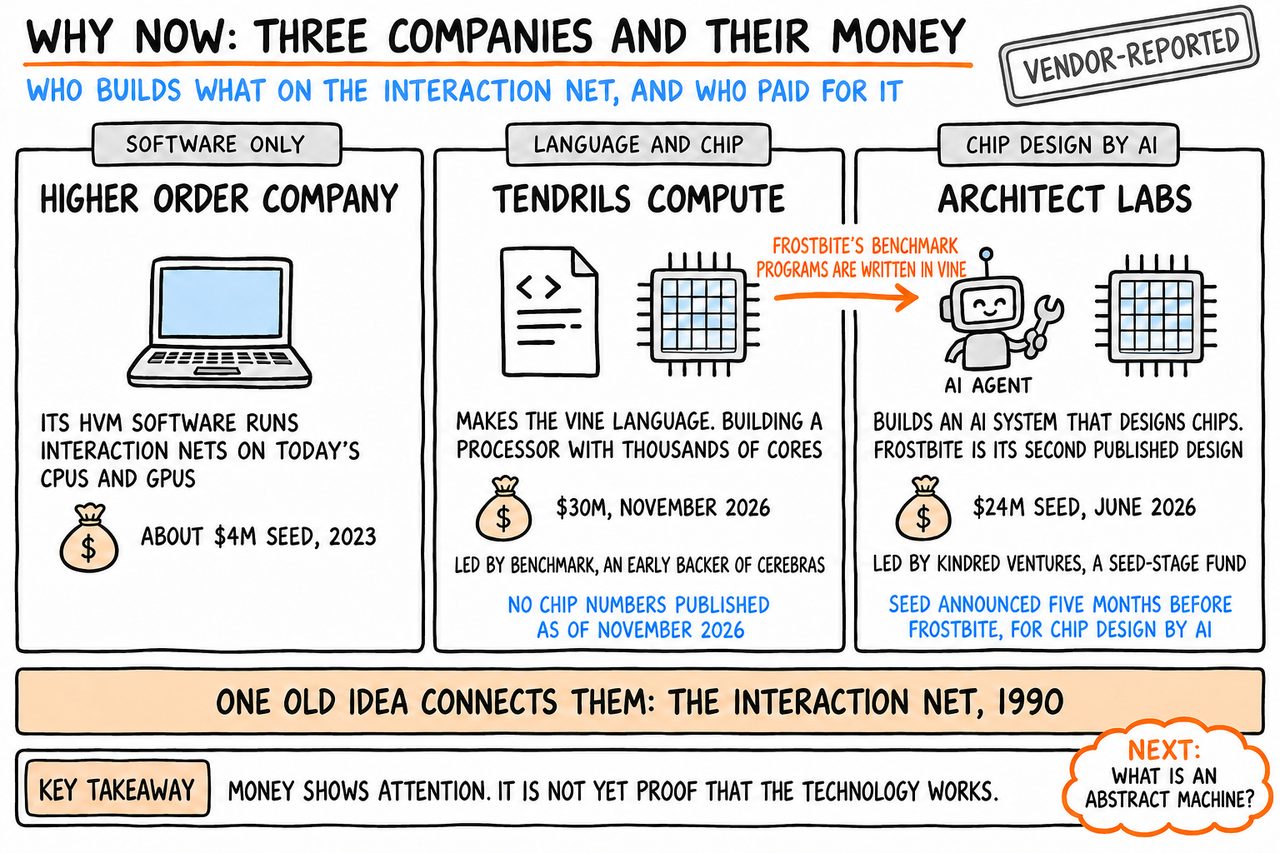 WHY NOW: THREE COMPANIES AND THEIR MONEY
VENDOR-REPORTED
WHO BUILDS WHAT ON THE INTERACTION NET, AND WHO PAID FOR IT
SOFTWARE ONLY
HIGHER ORDER COMPANY
ITS HVM SOFTWARE RUNS
INTERACTION NETS ON TODAY'S
CPUS AND GPUS
$
ABOUT $4M SEED, 2023
LANGUAGE AND CHIP
TENDRILS COMPUTE
<>
FROSTBITE'S BENCHMARK
PROGRAMS ARE WRITTEN IN VINE
MAKES THE VINE LANGUAGE. BUILDING A
PROCESSOR WITH THOUSANDS OF CORES
$
$30M, NOVEMBER 2026
LED BY BENCHMARK, AN EARLY BACKER OF CEREBRAS
NO CHIP NUMBERS PUBLISHED
AS OF NOVEMBER 2026
CHIP DESIGN BY AI
ARCHITECT LABS
AI AGENT
BUILDS AN AI SYSTEM THAT DESIGNS CHIPS.
FROSTBITE IS ITS SECOND PUBLISHED DESIGN
$
$24M SEED, JUNE 2026
LED BY KINDRED VENTURES, A SEED-STAGE FUND
SEED ANNOUNCED FIVE MONTHS BEFORE
FROSTBITE, FOR CHIP DESIGN BY AI
ONE OLD IDEA CONNECTS THEM: THE INTERACTION NET, 1990
KEY TAKEAWAY
MONEY SHOWS ATTENTION. IT IS NOT YET PROOF THAT THE TECHNOLOGY WORKS.
NEXT:
WHAT IS AN
ABSTRACT MACHINE?